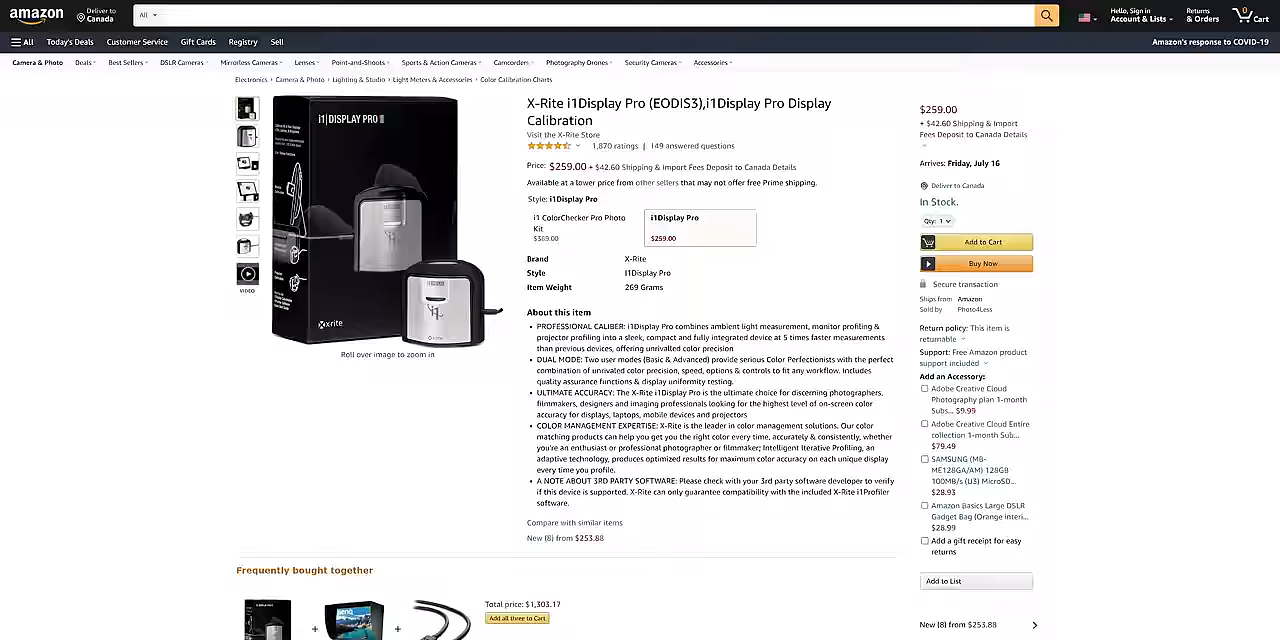 amazon
Deliver to
Canada
All
Hello, Sign in
Account & Lists
Returns
& Orders
0
Cart
All
Today's Deals
Customer Service
Gift Cards
Registry
Sell
Amazon's response to COVID-19
Camera & Photo
Deals
Best Sellers
DSLR Cameras
Mirrorless Cameras
Lenses
Point-and-Shoots
Sports & Action Cameras
Camcorders
Photography Drones
Security Cameras
Accessories
Electronics › Camera & Photo › Lighting & Studio › Light Meters & Accessories › Color Calibration Charts
i1|DISPLAY PRO
x·rite
VIDEO
Roll over image to zoom in
X-Rite i1Display Pro (EODIS3),i1Display Pro Display
Calibration
Visit the X-Rite Store
1,870 ratings | 149 answered questions
Price: $259.00 + $42.60 Shipping & Import Fees Deposit to Canada Details
Available at a lower price from other sellers that may not offer free Prime shipping.
Style: i1Display Pro
i1 ColorChecker Pro Photo
Kit
$369.00
i1Display Pro
$259.00
Brand X-Rite
Style I1Display Pro
Item Weight 269 Grams
About this item
• PROFESSIONAL CALIBER: i1Display Pro combines ambient light measurement, monitor profiling &
projector profiling into a sleek, compact and fully integrated device at 5 times faster measurements
than previous devices, offering unrivalled color precision
• DUAL MODE: Two user modes (Basic & Advanced) provide serious Color Perfectionists with the perfect
combination of unrivaled color precision, speed, options & controls to fit any workflow. Includes
quality assurance functions & display uniformity testing.
• ULTIMATE ACCURACY: The X-Rite i1Display Pro is the ultimate choice for discerning photographers,
filmmakers, designers and imaging professionals looking for the highest level of on-screen color
accuracy for displays, laptops, mobile devices and projectors
• COLOR MANAGEMENT EXPERTISE: X-Rite is the leader in color management solutions. Our color
matching products can help you get you the right color every time, accurately & consistently, whether
you're an enthusiast or professional photographer or filmmaker; Intelligent Iterative Profiling, an
adaptive technology, produces optimized results for maximum color accuracy on each unique display
every time you profile.
• A NOTE ABOUT 3RD PARTY SOFTWARE: Please check with your 3rd party software developer to verify
if this device is supported. X-Rite can only guarantee compatibility with the included X-Rite i1Profiler
software.
Compare with similar items
New (8) from $253.88
$259.00
+ $42.60 Shipping & Import
Fees Deposit to Canada Details
Arrives: Friday, July 16
Deliver to Canada
In Stock.
Qty: 1
Add to Cart
Buy Now
Secure transaction
Ships from Amazon
Sold by Photo4Less
Return policy: This item is
returnable
Support: Free Amazon product
support included
Add an Accessory:
Adobe Creative Cloud
Photography plan 1-month
Subs... $9.99
Adobe Creative Cloud Entire
collection 1-month Sub...
$79.49
SAMSUNG (MB-
ME128GA/AM) 128GB
100MB/s (U3) MicroSD...
$28.93
Amazon Basics Large DSLR
Gadget Bag (Orange interi...
$28.99
Add a gift receipt for easy
returns
Add to List
New (8) from $253.88
Frequently bought together
BenQ
+
+
Total price: $1,303.17
Add all three to Cart